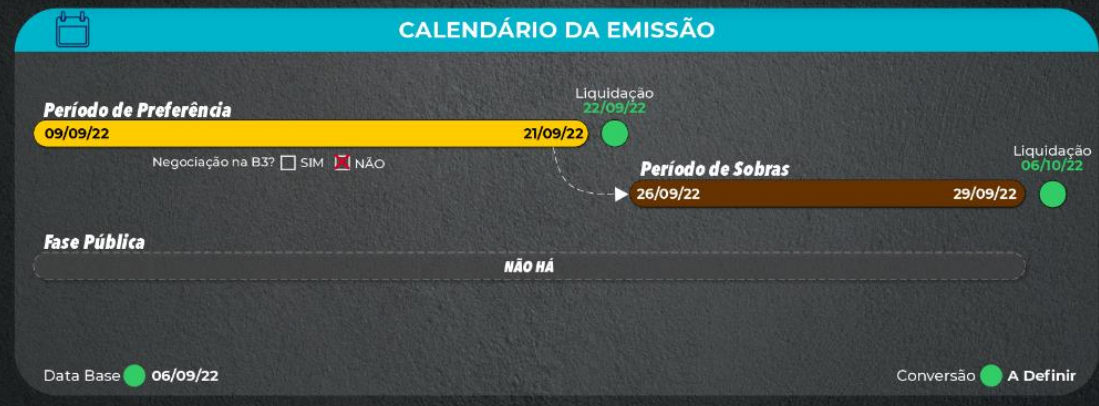 CALENDÁRIO DA EMISSÃO
Período de Preferência
Liquidação
22/09/22
09/09/22 21/09/22
Negociação na B3? SIM NÃO
Período de Sobras
Liquidação
06/10/22
26/09/22 29/09/22
Fase Pública
NÃO HÁ
Data Base 06/09/22
Conversão A Definir